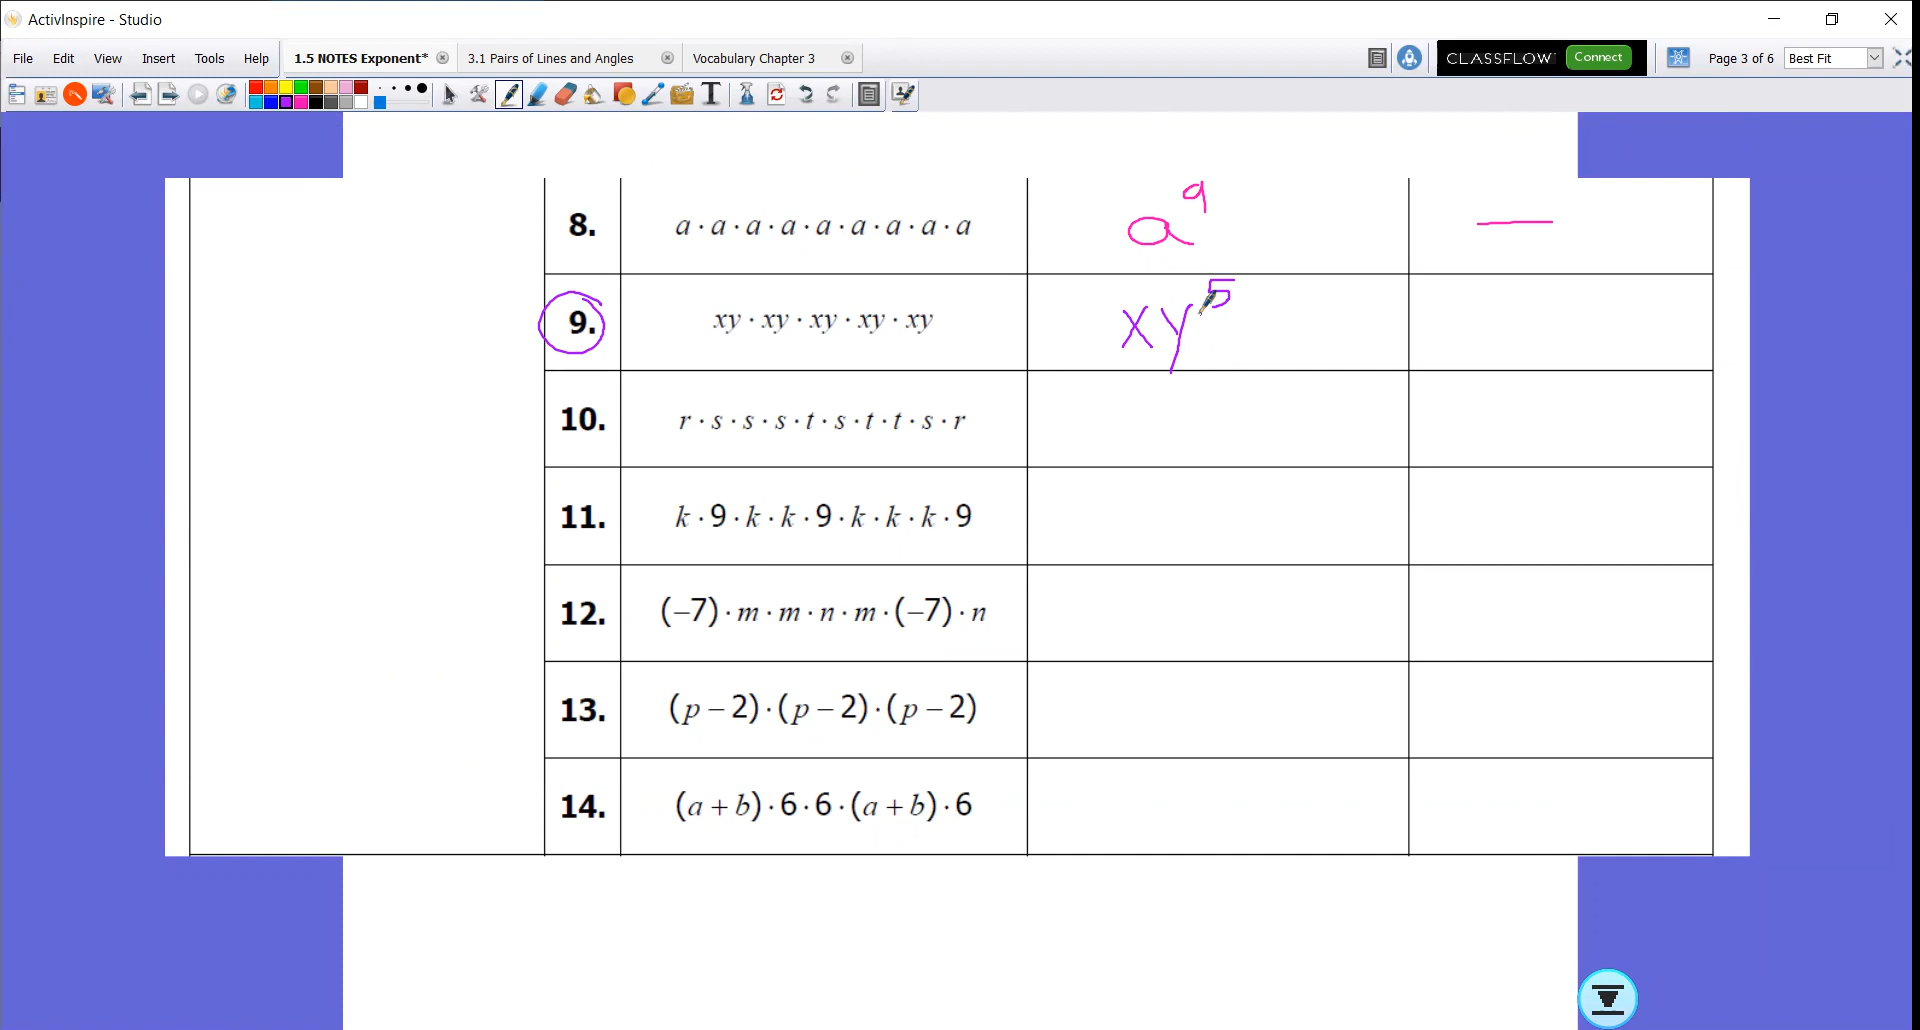 ActivInspire - Studio
File Edit View Insert Tools Help 1.5 NOTES Exponent* 3.1 Pairs of Lines and Angles Vocabulary Chapter 3 CLASSFLOW Connect Page 3 of 6 Best Fit
8. a · a · a · a · a · a · a · a · a a⁹ —
9. xy · xy · xy · xy · xy xy⁵
10. r · s · s · s · t · s · t · t · s · r
11. k · 9 · k · k · 9 · k · k · k · 9
12. (−7) · m · m · n · m · (−7) · n
13. (p − 2) · (p − 2) · (p − 2)
14. (a + b) · 6 · 6 · (a + b) · 6